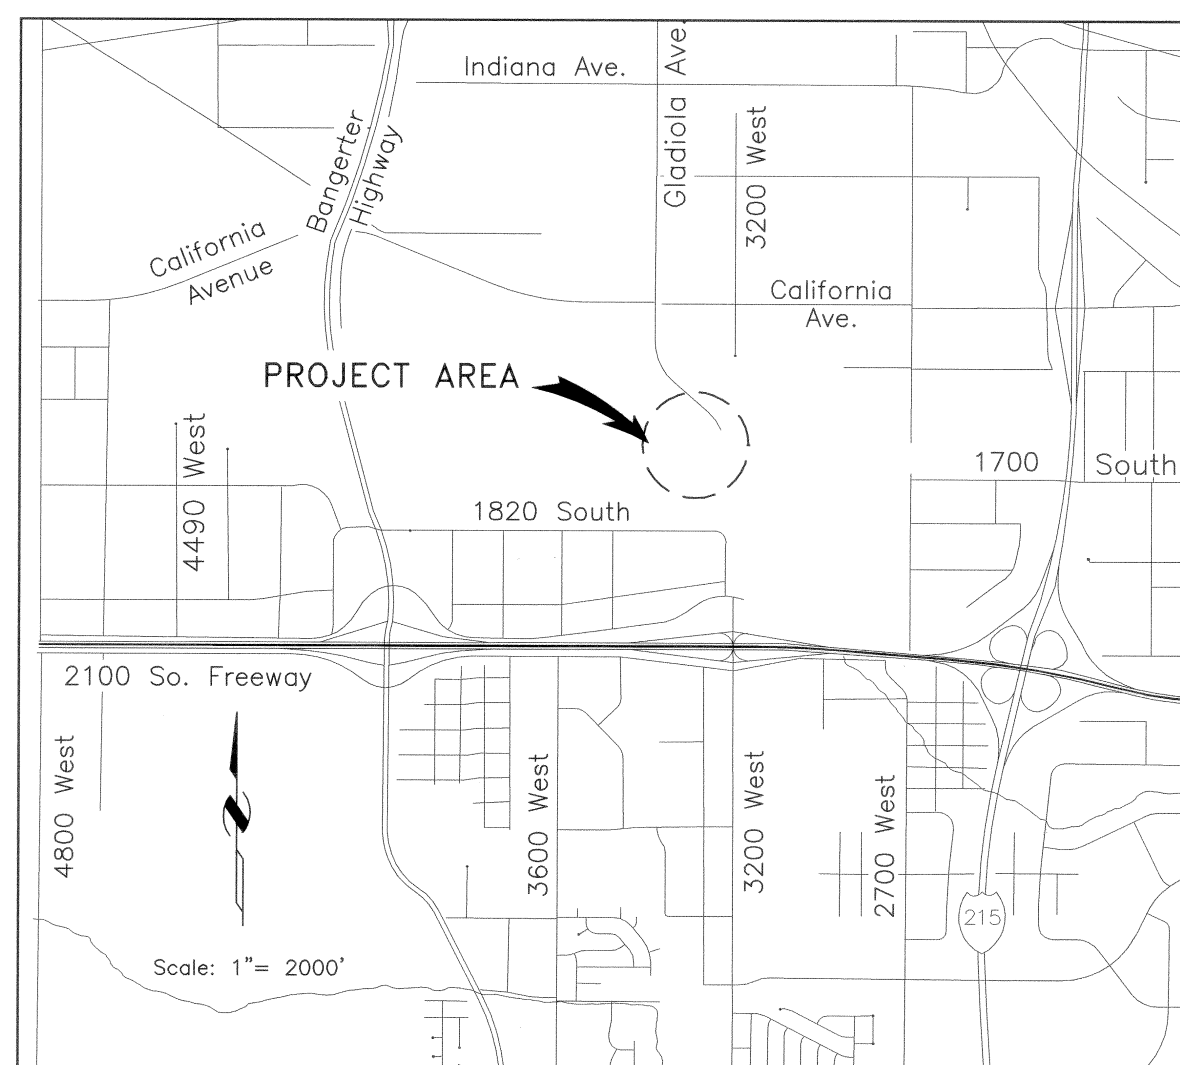 Indiana Ave.
Gladiola Ave.
Bangerter
Highway
3200 West
California
Avenue
California
Ave.
PROJECT AREA
4490 West
1700 South
1820 South
2100 So. Freeway
4800 West
3600 West
3200 West
2700 West
215
Scale: 1"= 2000'